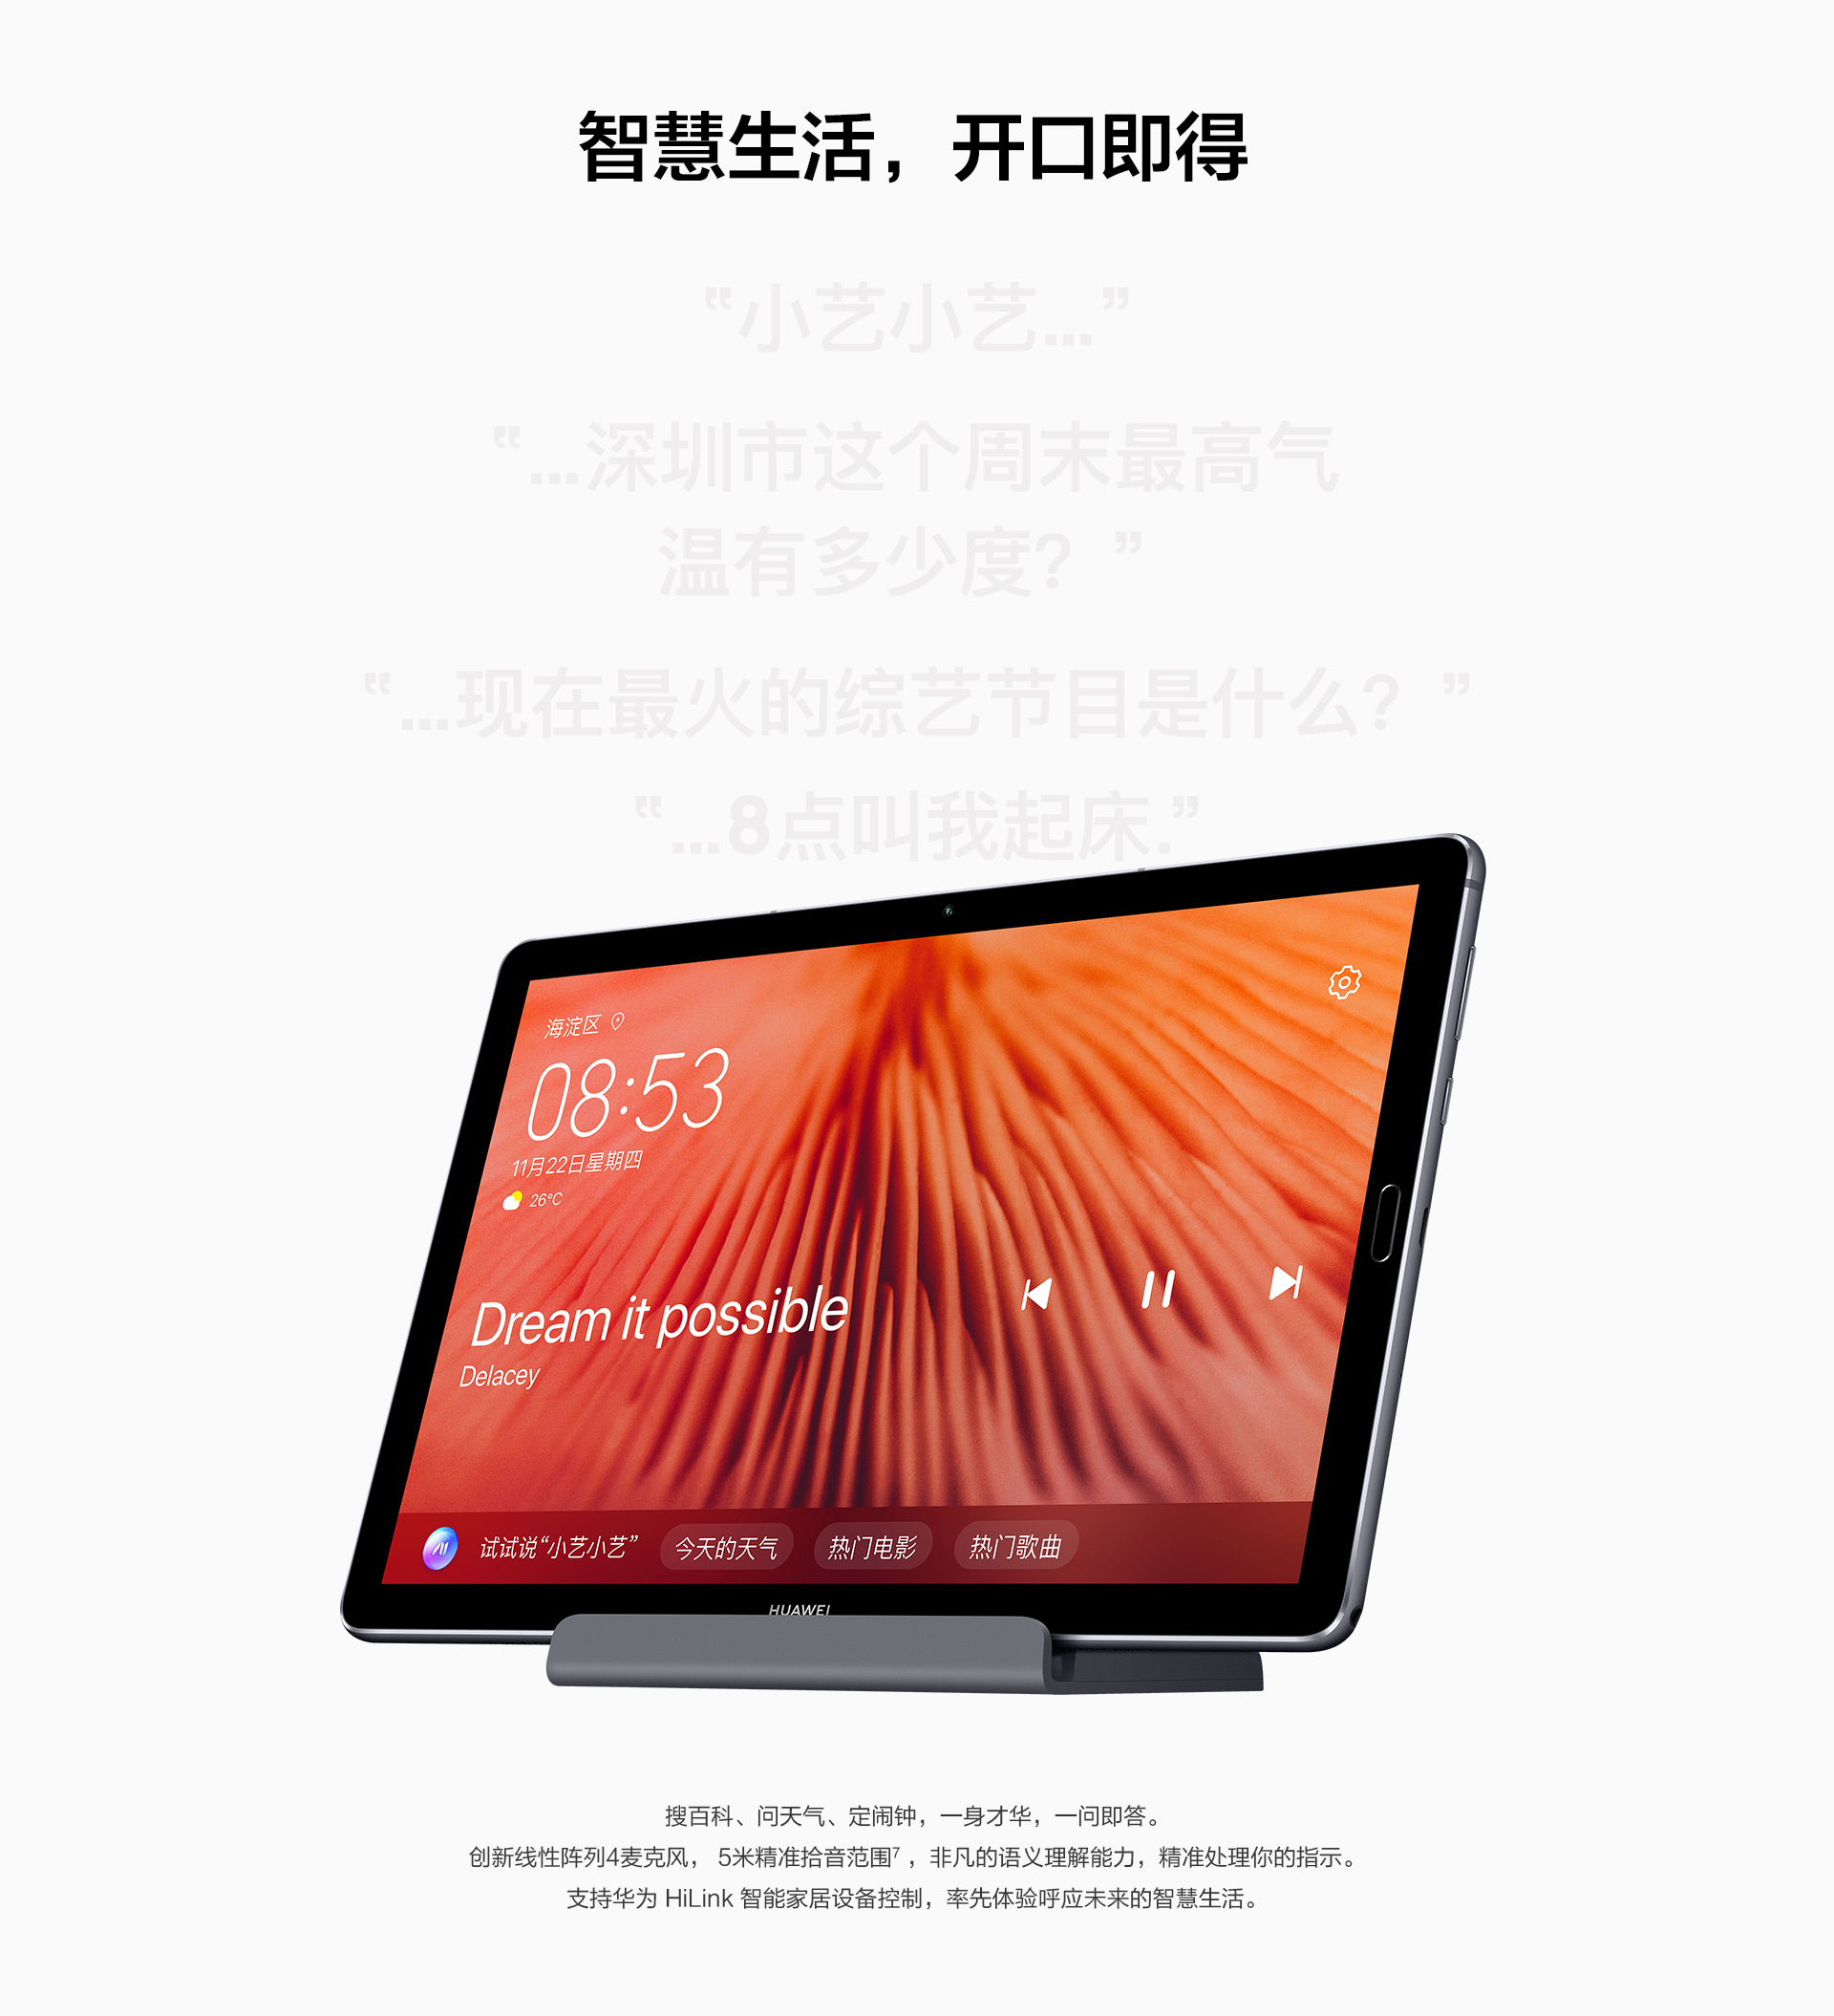 智慧生活，开口即得
“小艺小艺...”
“...深圳市这个周末最高气
温有多少度？”
“...现在最火的综艺节目是什么？”
“...8点叫我起床.”
海淀区
08:53
11月22日星期四
26°C
Dream it possible
Delacey
试试说“小艺小艺” 今天的天气 热门电影 热门歌曲
HUAWEI
搜百科、问天气、定闹钟，一身才华，一问即答。
创新线性阵列4麦克风， 5米精准拾音范围⁷ ，非凡的语义理解能力，精准处理你的指示。
支持华为 HiLink 智能家居设备控制，率先体验呼应未来的智慧生活。